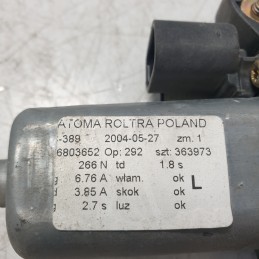 ATOMA ROLTRA POLAND
-389 2004-05-27 zm. 1
6803652 Op: 292 szt: 363973
266 N td 1.8 s
g 6.76 A włam. ok
d 3.85 A skok ok L
g 2.7 s luz ok